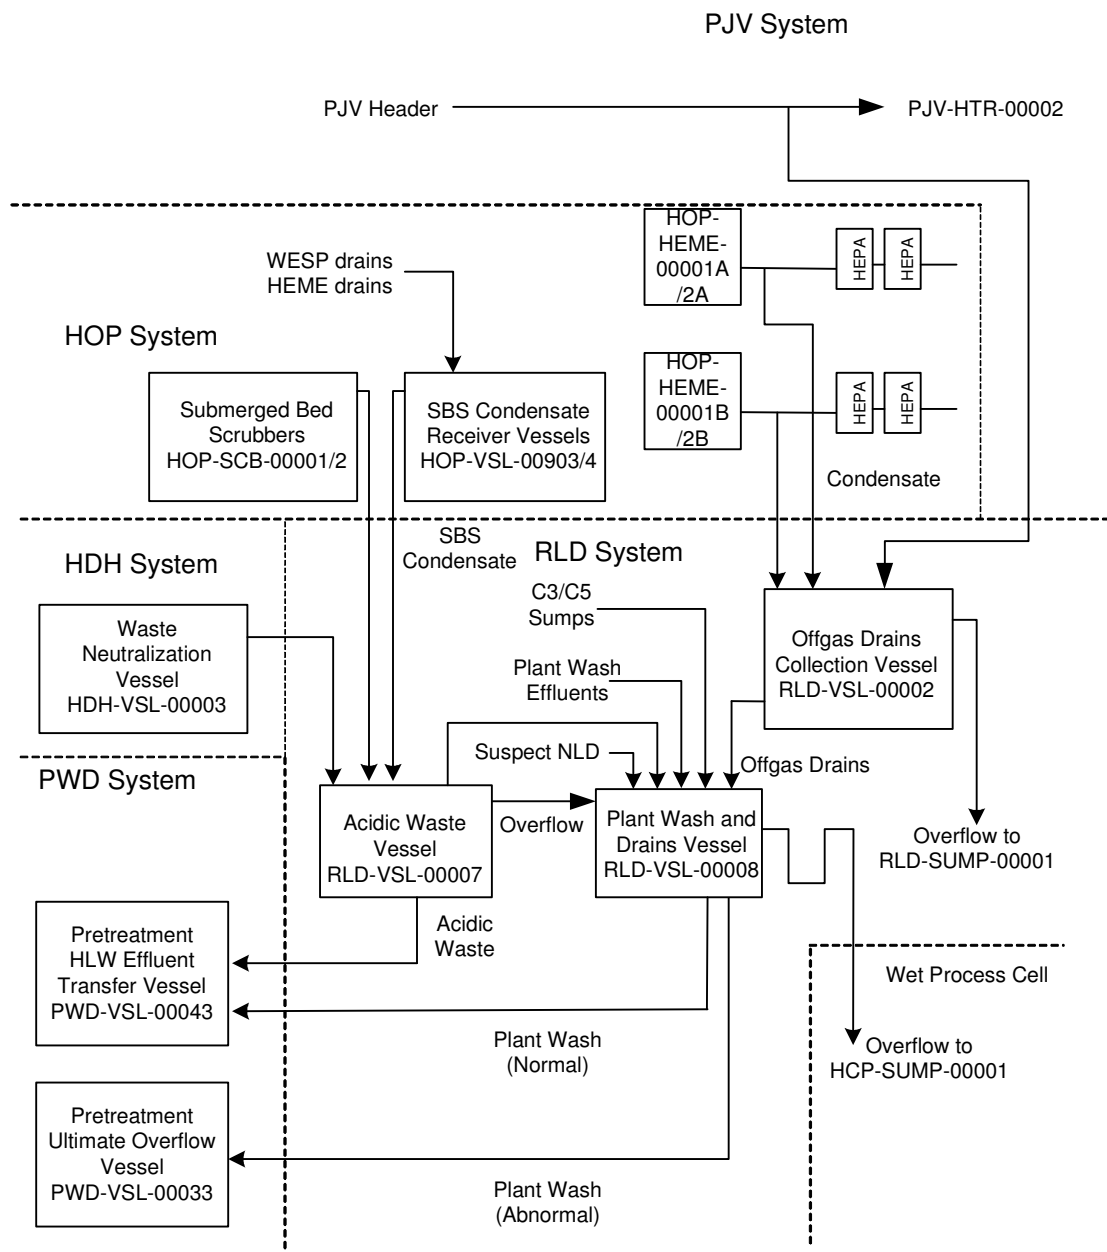 PJV System
PJV Header
PJV-HTR-00002
HOP-
HEME-
00001A
/2A
HEPA
HEPA
WESP drains
HEME drains
HOP System
HOP-
HEME-
00001B
/2B
HEPA
HEPA
Submerged Bed
Scrubbers
HOP-SCB-00001/2
SBS Condensate
Receiver Vessels
HOP-VSL-00903/4
Condensate
HDH System
SBS
Condensate
RLD System
C3/C5
Sumps
Waste
Neutralization
Vessel
HDH-VSL-00003
Plant Wash
Effluents
Offgas Drains
Collection Vessel
RLD-VSL-00002
Suspect NLD
Offgas Drains
PWD System
Acidic Waste
Vessel
RLD-VSL-00007
Overflow
Plant Wash and
Drains Vessel
RLD-VSL-00008
Overflow to
RLD-SUMP-00001
Acidic
Waste
Pretreatment
HLW Effluent
Transfer Vessel
PWD-VSL-00043
Wet Process Cell
Plant Wash
(Normal)
Overflow to
HCP-SUMP-00001
Pretreatment
Ultimate Overflow
Vessel
PWD-VSL-00033
Plant Wash
(Abnormal)